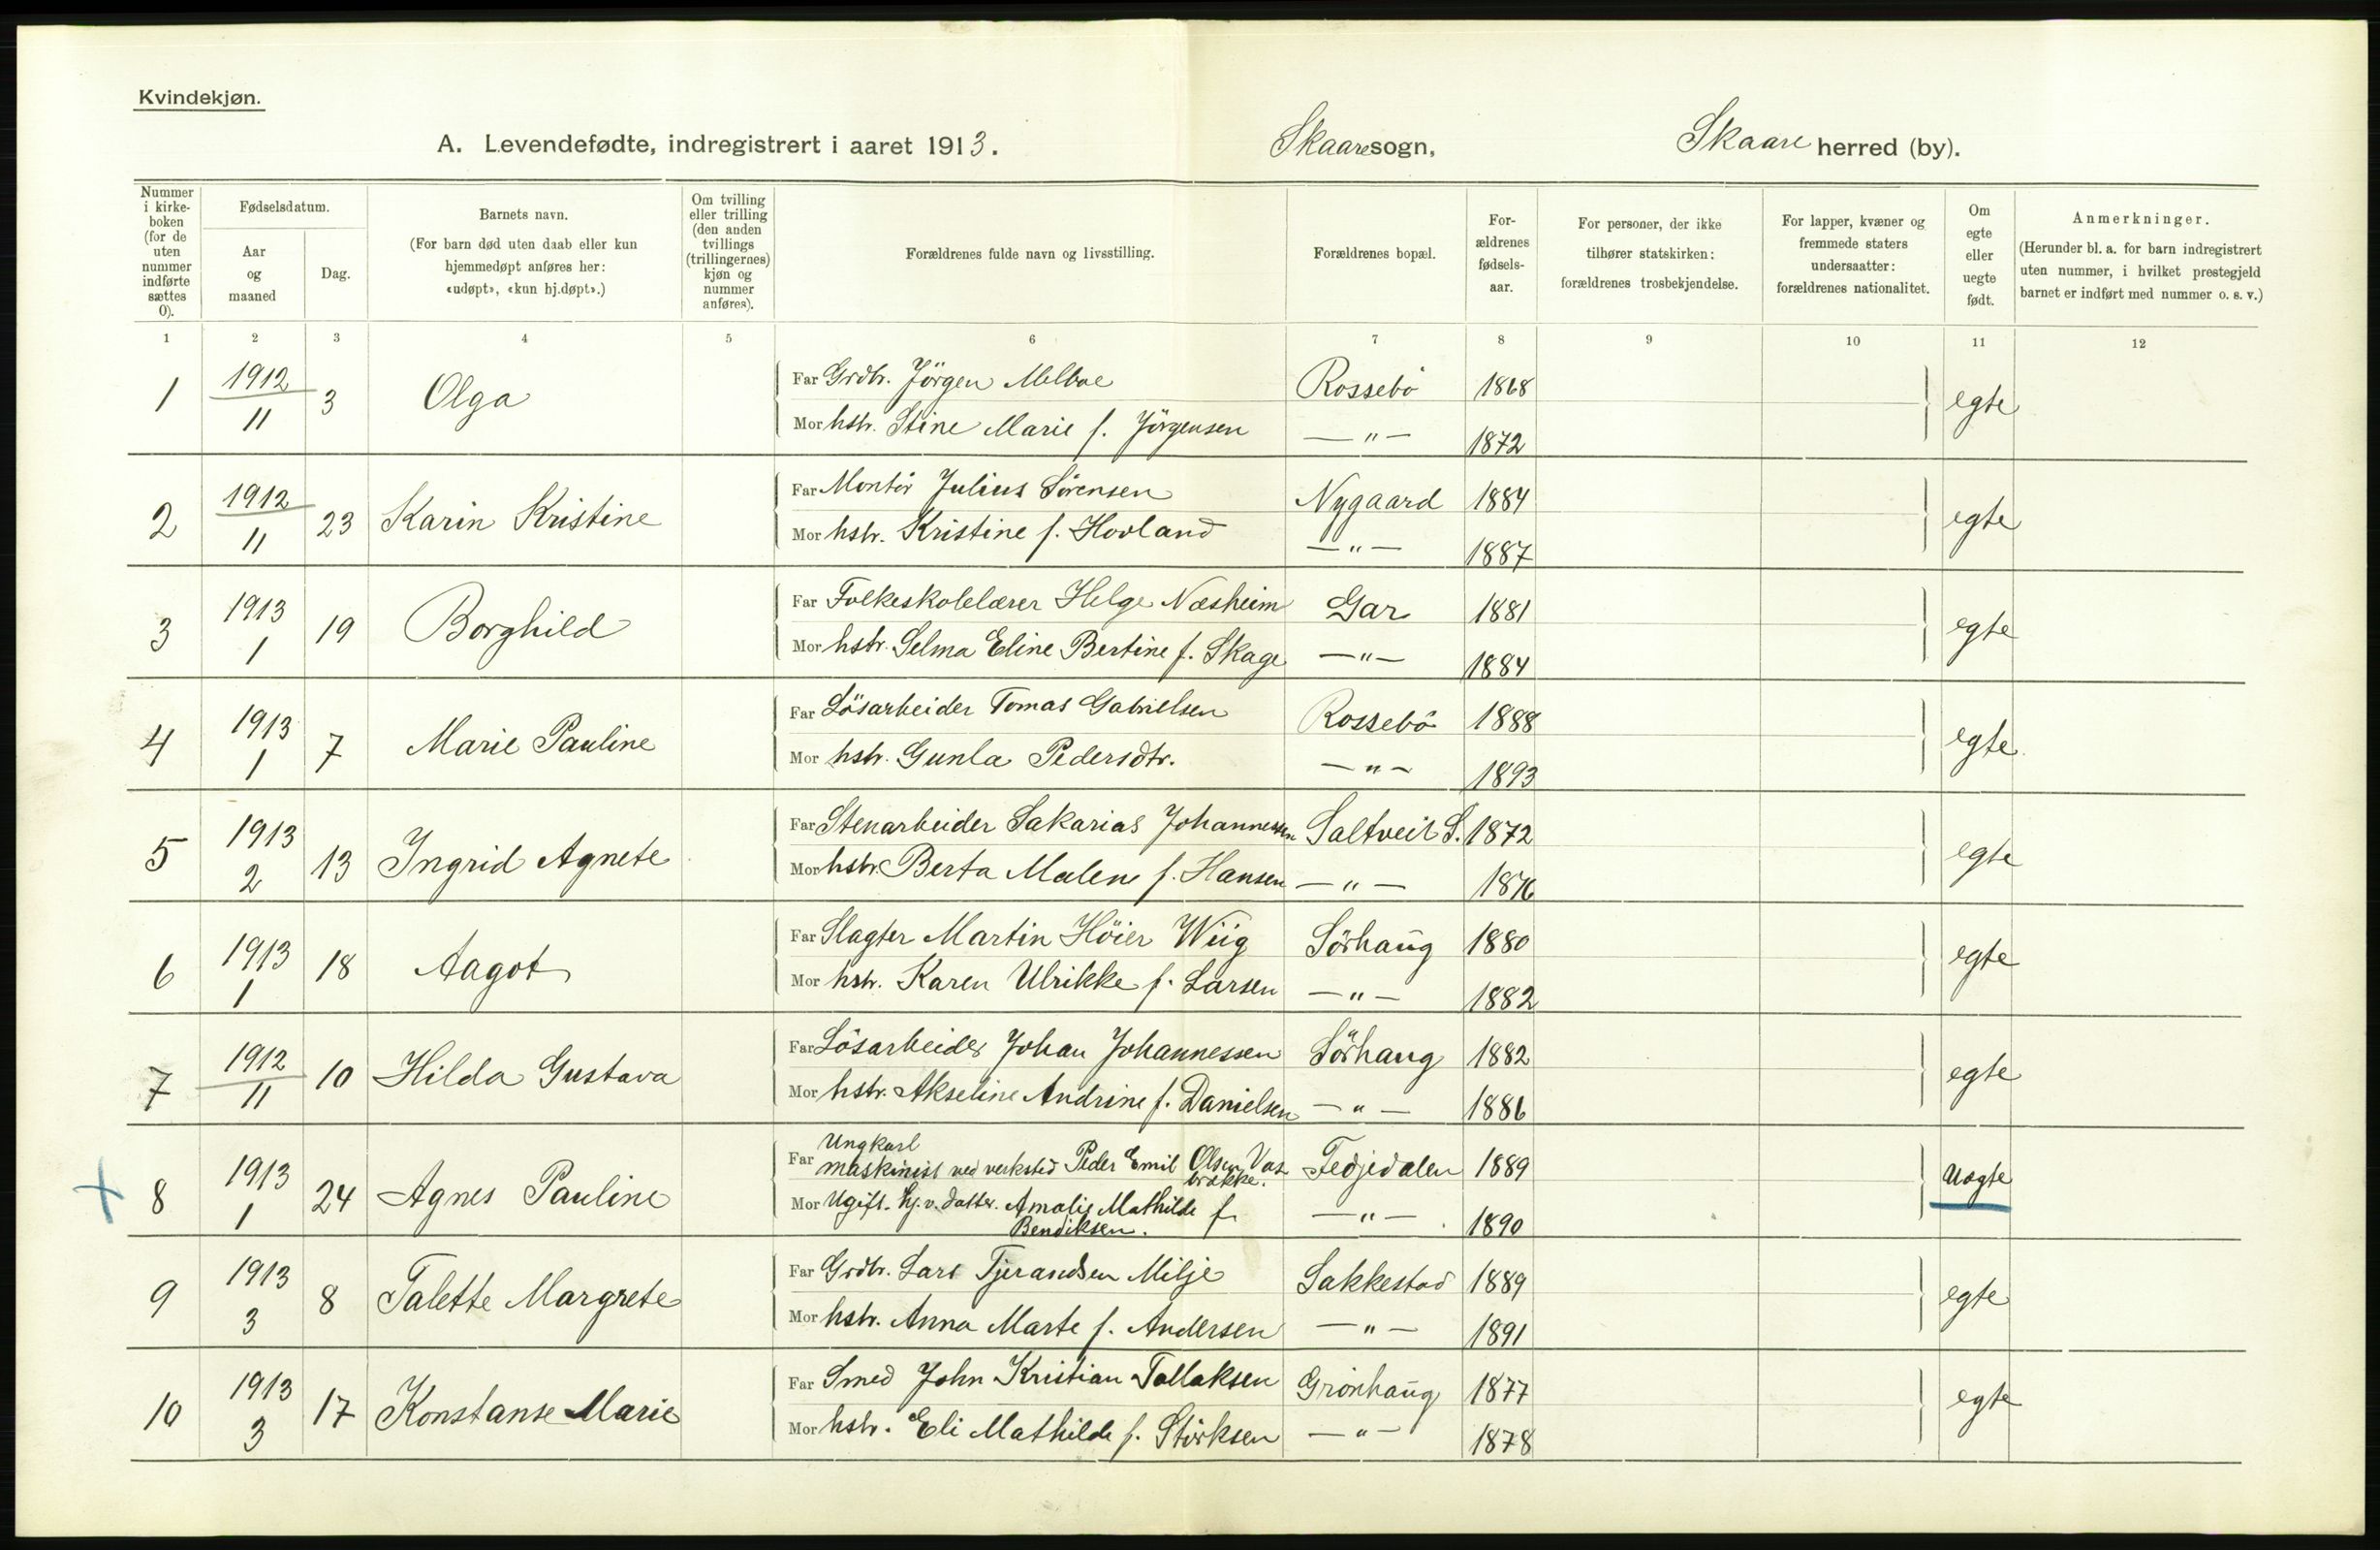 Kvindekjøn.
A. Levendefødte, indregistrert i aaret 1913. Skaare sogn, Skaare herred (by).
Nummer i kirke-boken (for de uten nummer indførte sættes 0). Fødselsdatum. Aar og maaned Dag. Barnets navn. (For barn død uten daab eller kun hjemmedøpt anføres her: «udøpt», «kun hj.døpt».) Om tvilling eller trilling (den anden tvillings (trillingernes) kjøn og nummer anføres). Forældrenes fulde navn og livsstilling. Forældrenes bopæl. For-ældrenes fødsels-aar. For personer, der ikke tilhører statskirken: forældrenes trosbekjendelse. For lapper, kvæner og fremmede staters undersaatter: forældrenes nationalitet. Om egte eller uegte født. Anmerkninger. (Herunder bl. a. for barn indregistrert uten nummer, i hvilket prestegjeld barnet er indført med nummer o. s. v.)
1 2 3 4 5 6 7 8 9 10 11 12
1 1912 11 3 Olga Far Grdbr. Jörgen Melboe Rossebö 1868 egte
Mor hstr. Stine Marie f. Jörgensen —"— 1872
2 1912 11 23 Karin Kristine Far Montör Julius Sörensen Nygaard 1884 egte
Mor hstr. Kristine f. Hovland —"— 1887
3 1913 1 19 Borghild Far Folkeskolelærer Helge Næsheim Gar 1881 egte
Mor hstr. Selma Eline Bertine f. Skage —"— 1884
4 1913 1 7 Marie Pauline Far Lösarbeider Tomas Gabrielsen Rossebö 1888 egte
Mor hstr. Gunla Pedersdtr. —"— 1893
5 1913 2 13 Ingrid Agnete Far Stenarbeider Sakarias Johannessen Saltveit S. 1872 egte
Mor hstr. Berta Malene f. Hansen —"— 1876
6 1913 1 18 Aagot Far Slagter Martin Höier Wiig Sörhaug 1880 egte
Mor hstr. Karen Ulrikke f. Larsen —"— 1882
7 1912 11 10 Hilda Gustava Far Lösarbeider Johan Johannessen Sörhaug 1882 egte
Mor hstr. Akseline Andrine f. Danielsen —"— 1886
8 1913 1 24 Agnes Pauline Far Ungkarl maskinist ved verksted Peder Emil Olsen Vasbrække. Fedjedalen 1889 Uegte
Mor Ugift. hj.v. datter. Amalie Mathilde f. Bendiksen. —"— 1890
9 1913 3 8 Talette Margrete Far Grdbr. Lars Tjerandsen Milje Sakkestad 1889 egte
Mor hstr. Anna Marte f. Andersen —"— 1891
10 1913 3 17 Konstanse Marie Far Smed John Kristian Tollaksen Grönhaug 1877 egte
Mor hstr. Eli Mathilde f. Störksen —"— 1878